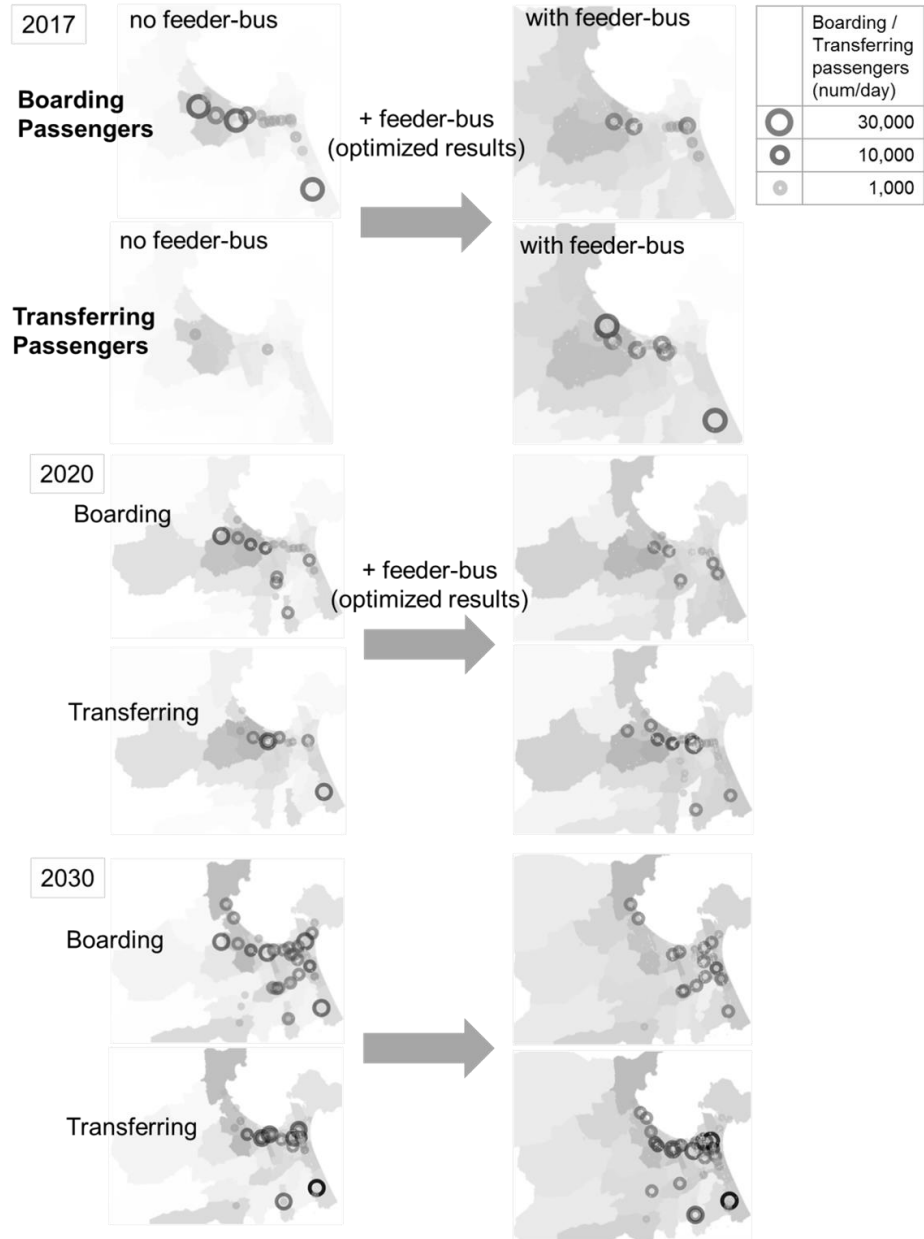 2017
no feeder-bus
with feeder-bus
Boarding
Passengers
+ feeder-bus
(optimized results)
Boarding /
Transferring
passengers
(num/day)
30,000
10,000
1,000
no feeder-bus
with feeder-bus
Transferring
Passengers
2020
Boarding
+ feeder-bus
(optimized results)
Transferring
2030
Boarding
Transferring